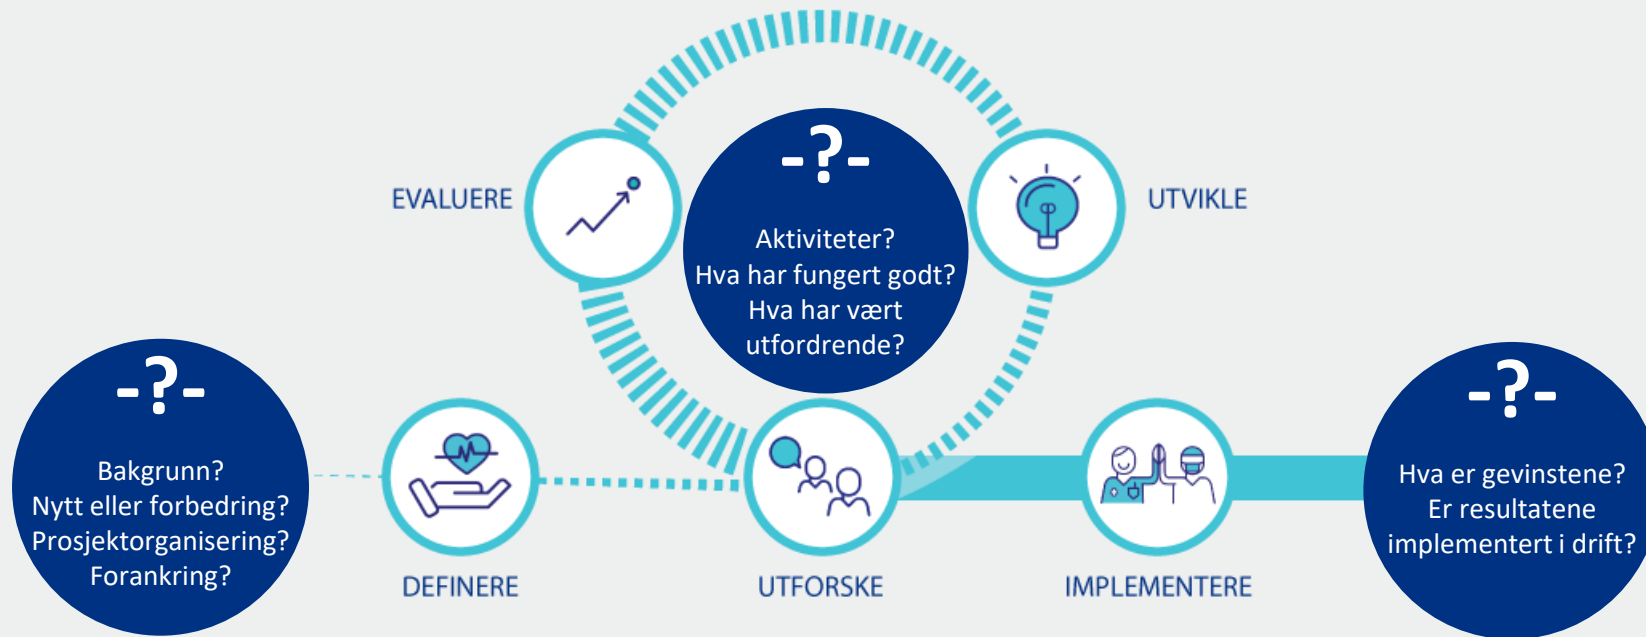 -?-
Aktiviteter?
Hva har fungert godt?
Hva har vært
utfordrende?
EVALUERE
UTVIKLE
-?-
Bakgrunn?
Nytt eller forbedring?
Prosjektorganisering?
Forankring?
DEFINERE
UTFORSKE
IMPLEMENTERE
-?-
Hva er gevinstene?
Er resultatene
implementert i drift?